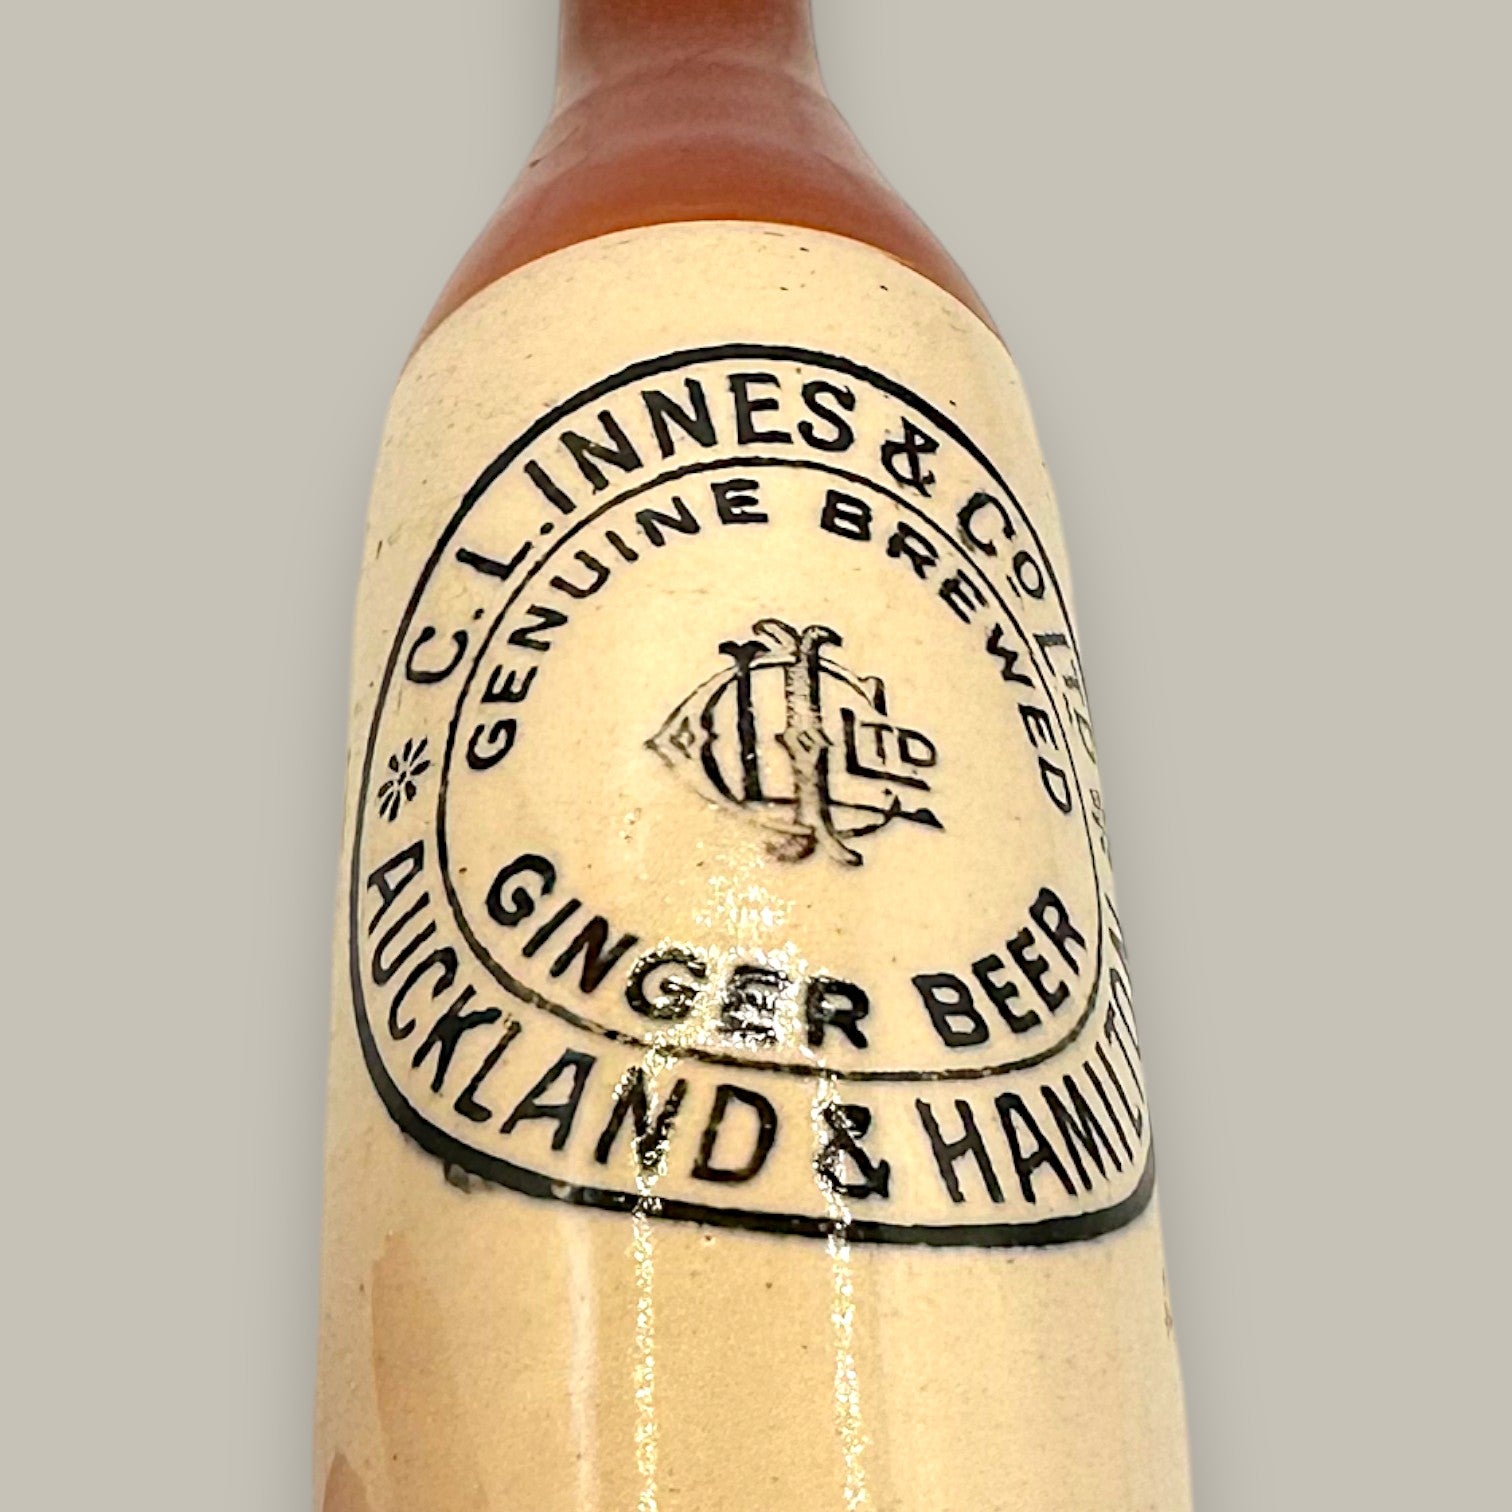 C.L.INNES & Co LTD
GENUINE BREWED
LTD
GINGER BEER
AUCKLAND & HAMILTON